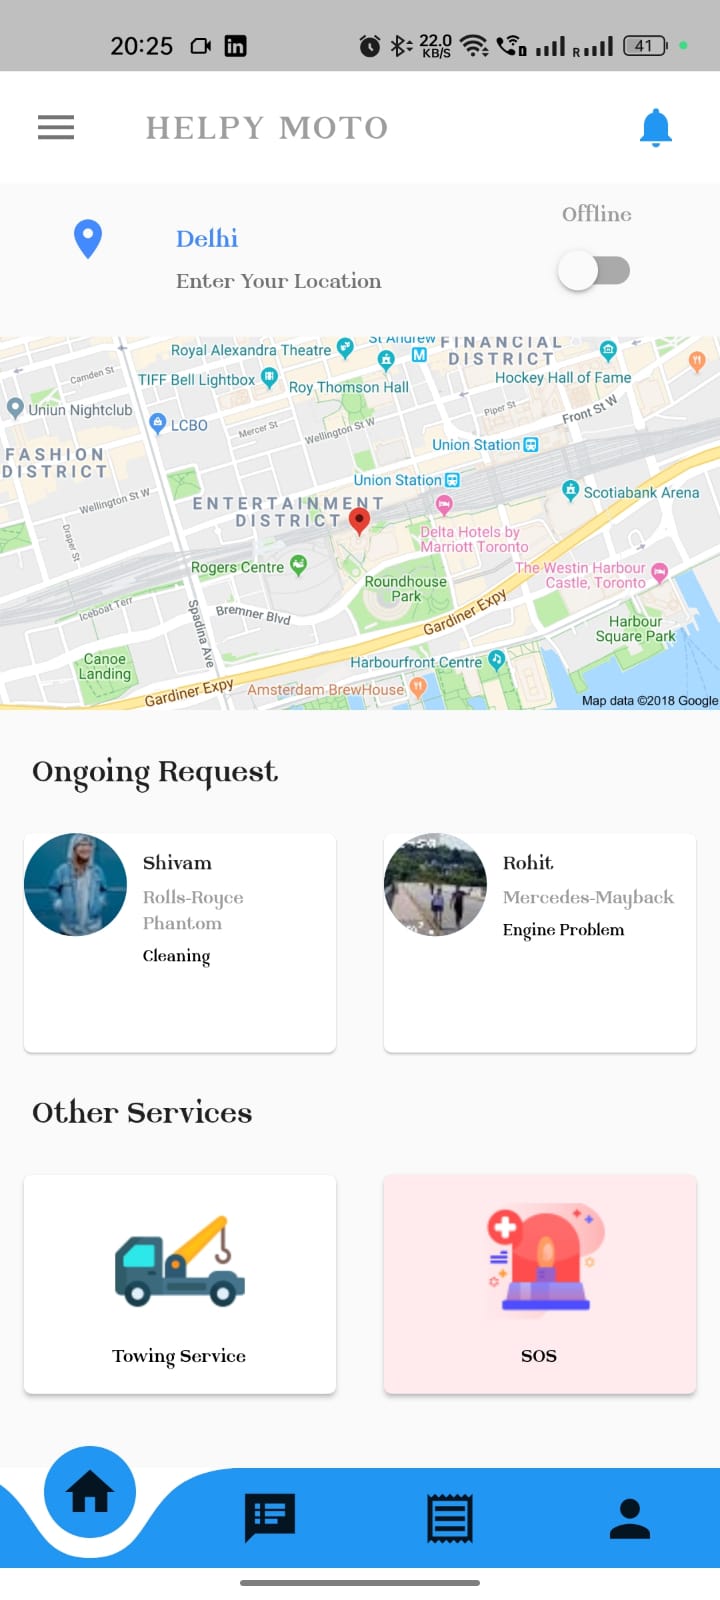 20:25
22.0
KB/S
R
41
HELPY MOTO
Offline
Delhi
Enter Your Location
St Andrew
FINANCIAL
DISTRICT
Royal Alexandra Theatre
M
Camden St
TIFF Bell Lightbox
Roy Thomson Hall
Hockey Hall of Fame
Uniun Nightclub
LCBO
Piper St
Front St W
Mercer St
Wellington St W
Union Station
FASHION
DISTRICT
Union Station
Wellington St W
ENTERTAINMENT
DISTRICT
Scotiabank Arena
Draper St
Delta Hotels by
Marriott Toronto
Rogers Centre
Roundhouse
Park
The Westin Harbour
Castle, Toronto
Iceboat Terr
Bremner Blvd
Spadina Ave
Gardiner Expy
Harbour
Square Park
Canoe
Landing
Harbourfront Centre
Gardiner Expy
Amsterdam BrewHouse
Map data ©2018 Google
Ongoing Request
Shivam
Rolls-Royce
Phantom
Cleaning
Rohit
Mercedes-Mayback
Engine Problem
Other Services
Towing Service
SOS